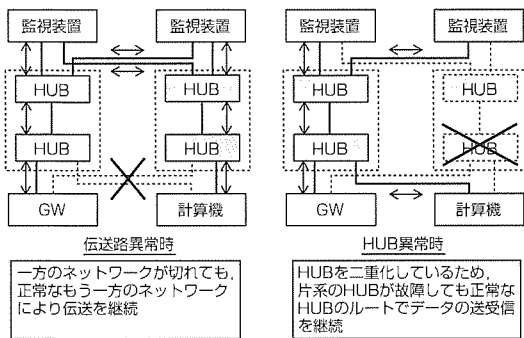 監視装置
監視装置
HUB
HUB
HUB
HUB
GW
計算機
伝送路異常時
一方のネットワークが切れても,
正常なもう一方のネットワーク
により伝送を継続
監視装置
監視装置
HUB
HUB
HUB
HUB
GW
計算機
HUB異常時
HUBを二重化しているため,
片系のHUBが故障しても正常な
HUBのルートでデータの送受信
を継続